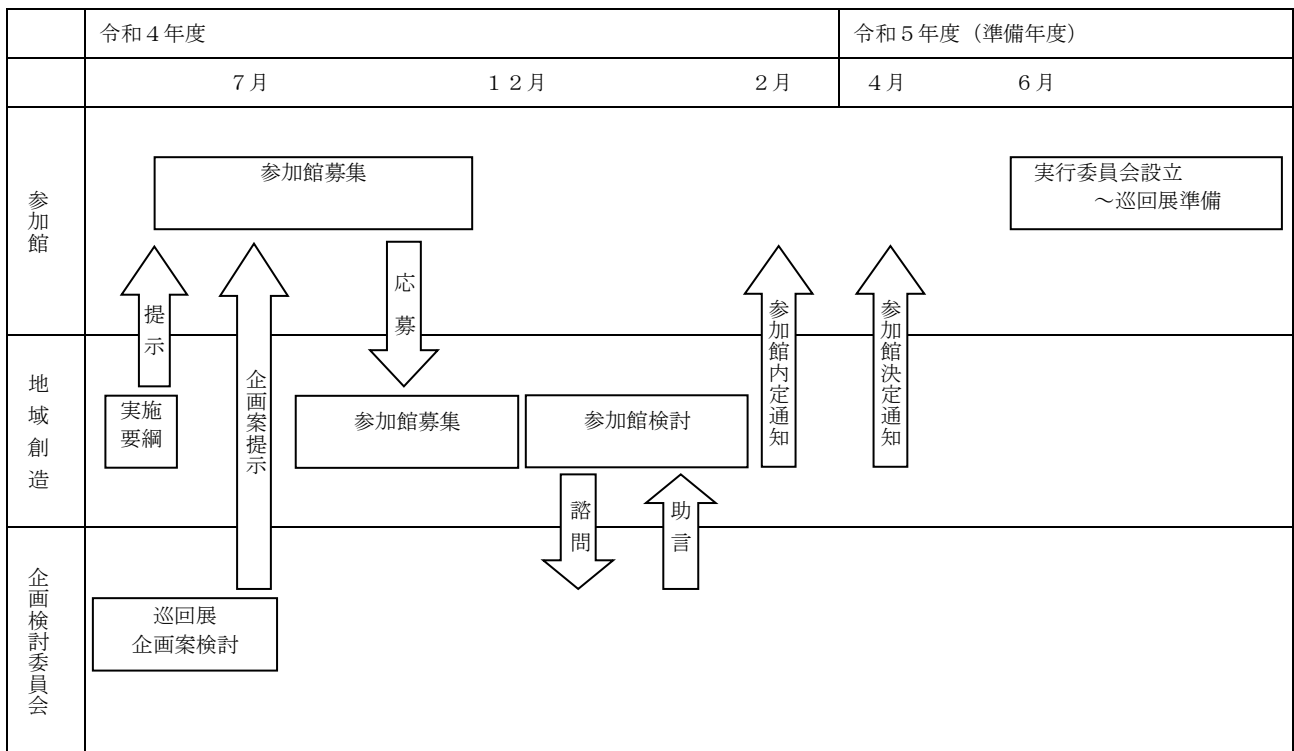 令和４年度
令和５年度（準備年度）
７月
１２月
２月
４月
６月
参加館
参加館募集
実行委員会設立
～巡回展準備
提示
企画案提示
応募
参加館内定通知
参加館決定通知
地域創造
実施
要綱
参加館募集
参加館検討
諮問
助言
企画検討委員会
巡回展
企画案検討